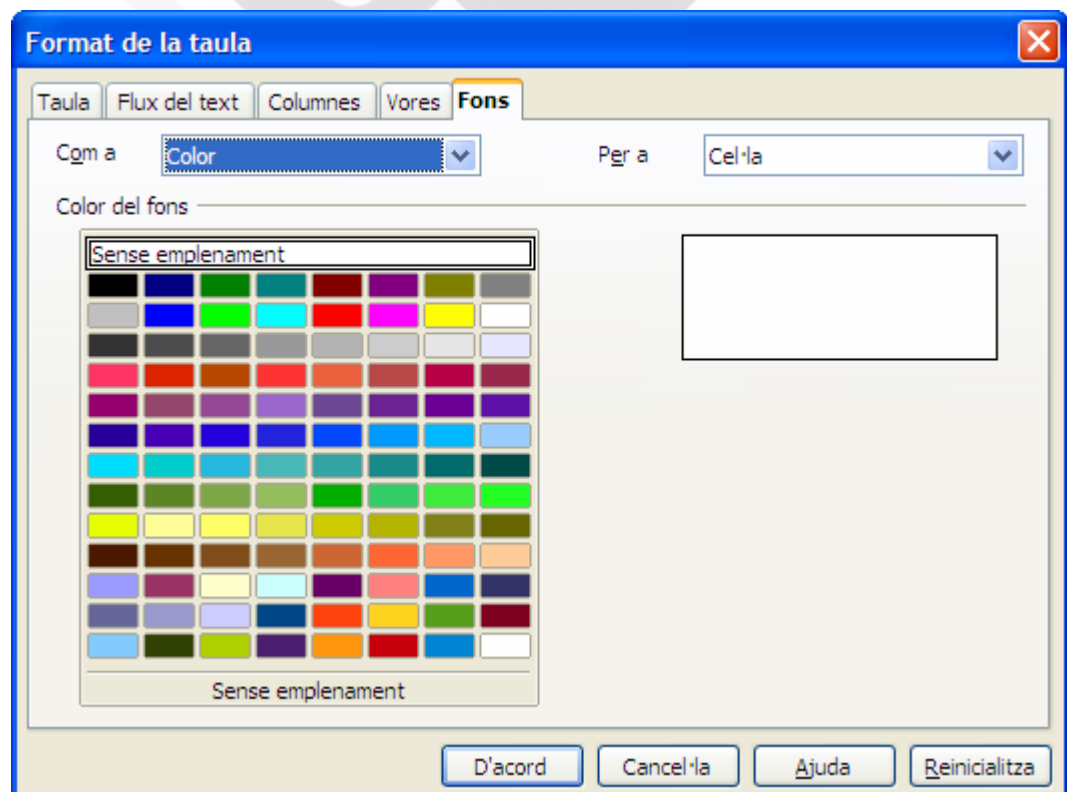 Format de la taula
Taula Flux del text Columnes Vores Fons
Com a Color Per a Cel·la
Color del fons
Sense emplenament
Sense emplenament
D'acord Cancel·la Ajuda Reinicialitza